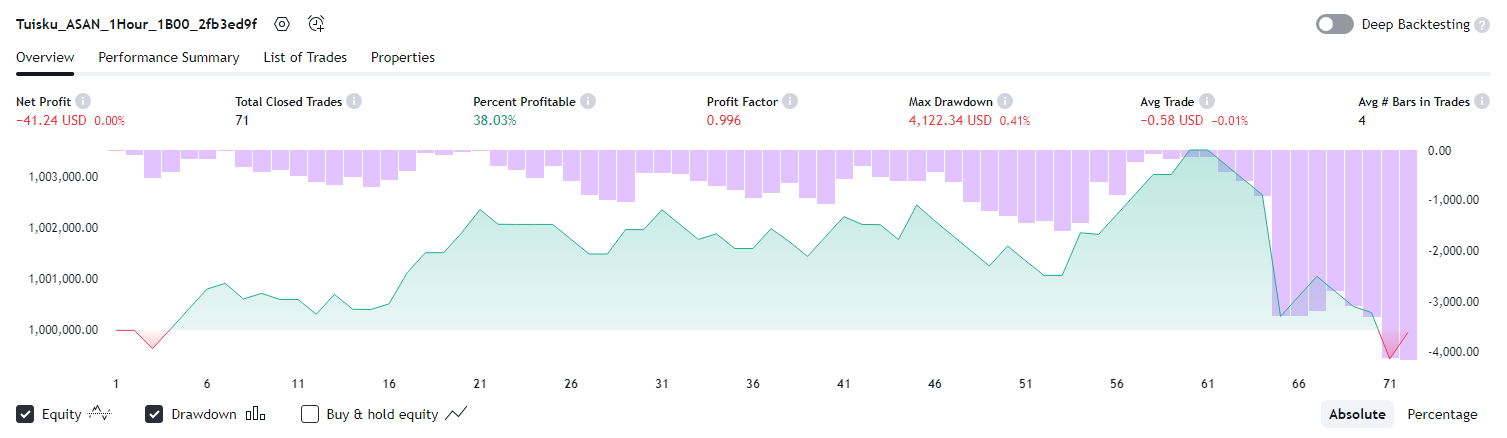 Tuisku_ASAN_1Hour_1B00_2fb3ed9f Deep Backtesting ?
Overview Performance Summary List of Trades Properties
Net Profit Total Closed Trades Percent Profitable Profit Factor Max Drawdown Avg Trade Avg # Bars in Trades
−41.24 USD 0.00% 71 38.03% 0.996 4,122.34 USD 0.41% −0.58 USD −0.01% 4
0.00
1,003,000.00
-1,000.00
1,002,000.00
-2,000.00
1,001,000.00
-3,000.00
1,000,000.00
-4,000.00
1 6 11 16 21 26 31 36 41 46 51 56 61 66 71
Equity Drawdown Buy & hold equity Absolute Percentage